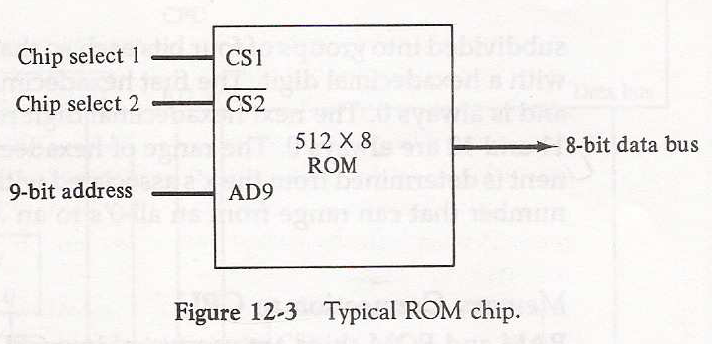 Chip select 1
CS1
Chip select 2
C̅S̅2̅
512 × 8
ROM
8-bit data bus
9-bit address
AD9
Figure 12-3 Typical ROM chip.